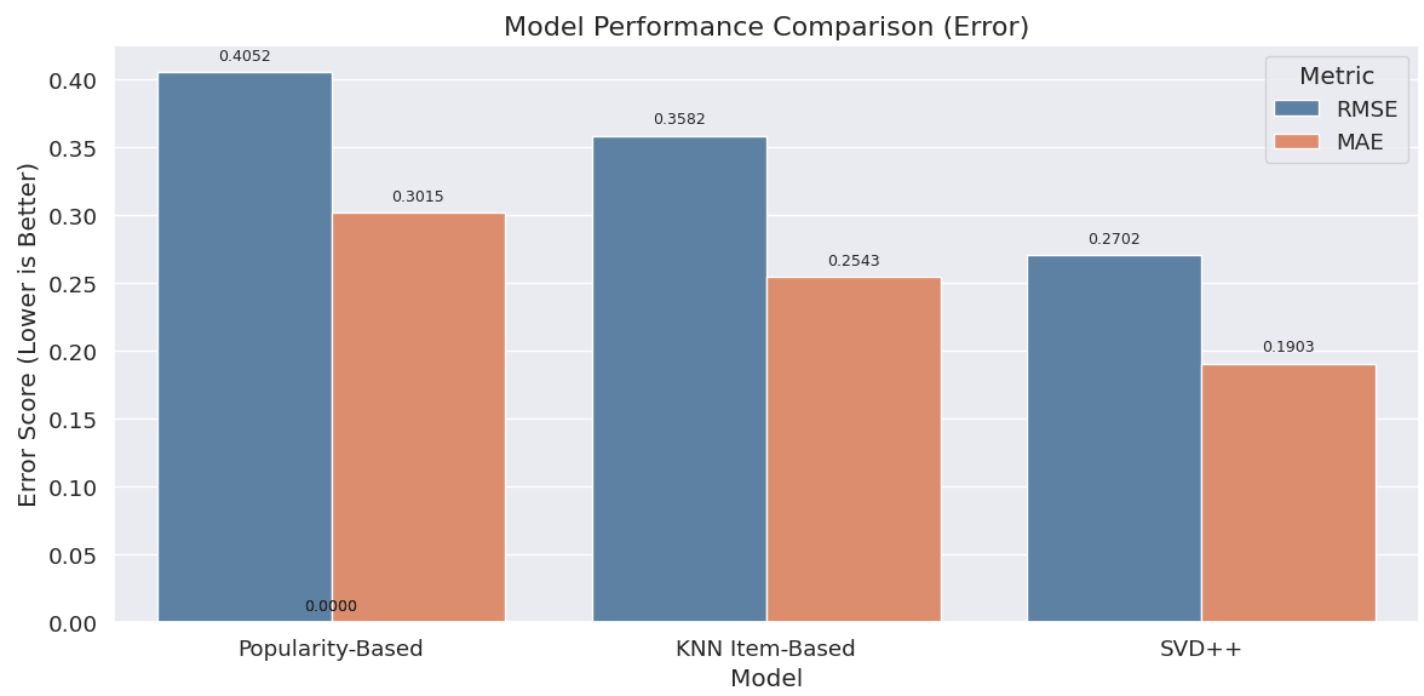 Model Performance Comparison (Error)
Metric
RMSE
MAE
Error Score (Lower is Better)
0.40
0.35
0.30
0.25
0.20
0.15
0.10
0.05
0.00
0.4052
0.3015
0.3582
0.2543
0.2702
0.1903
0.0000
Popularity-Based
KNN Item-Based
SVD++
Model